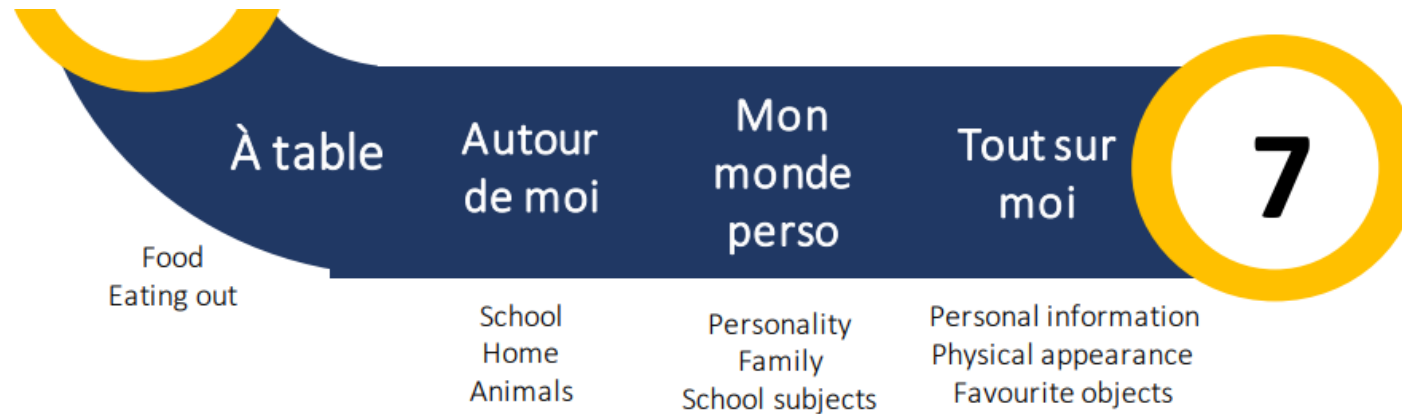 À table
Food
Eating out
Autour
de moi
School
Home
Animals
Mon
monde
perso
Personality
Family
School subjects
Tout sur
moi
Personal information
Physical appearance
Favourite objects
7